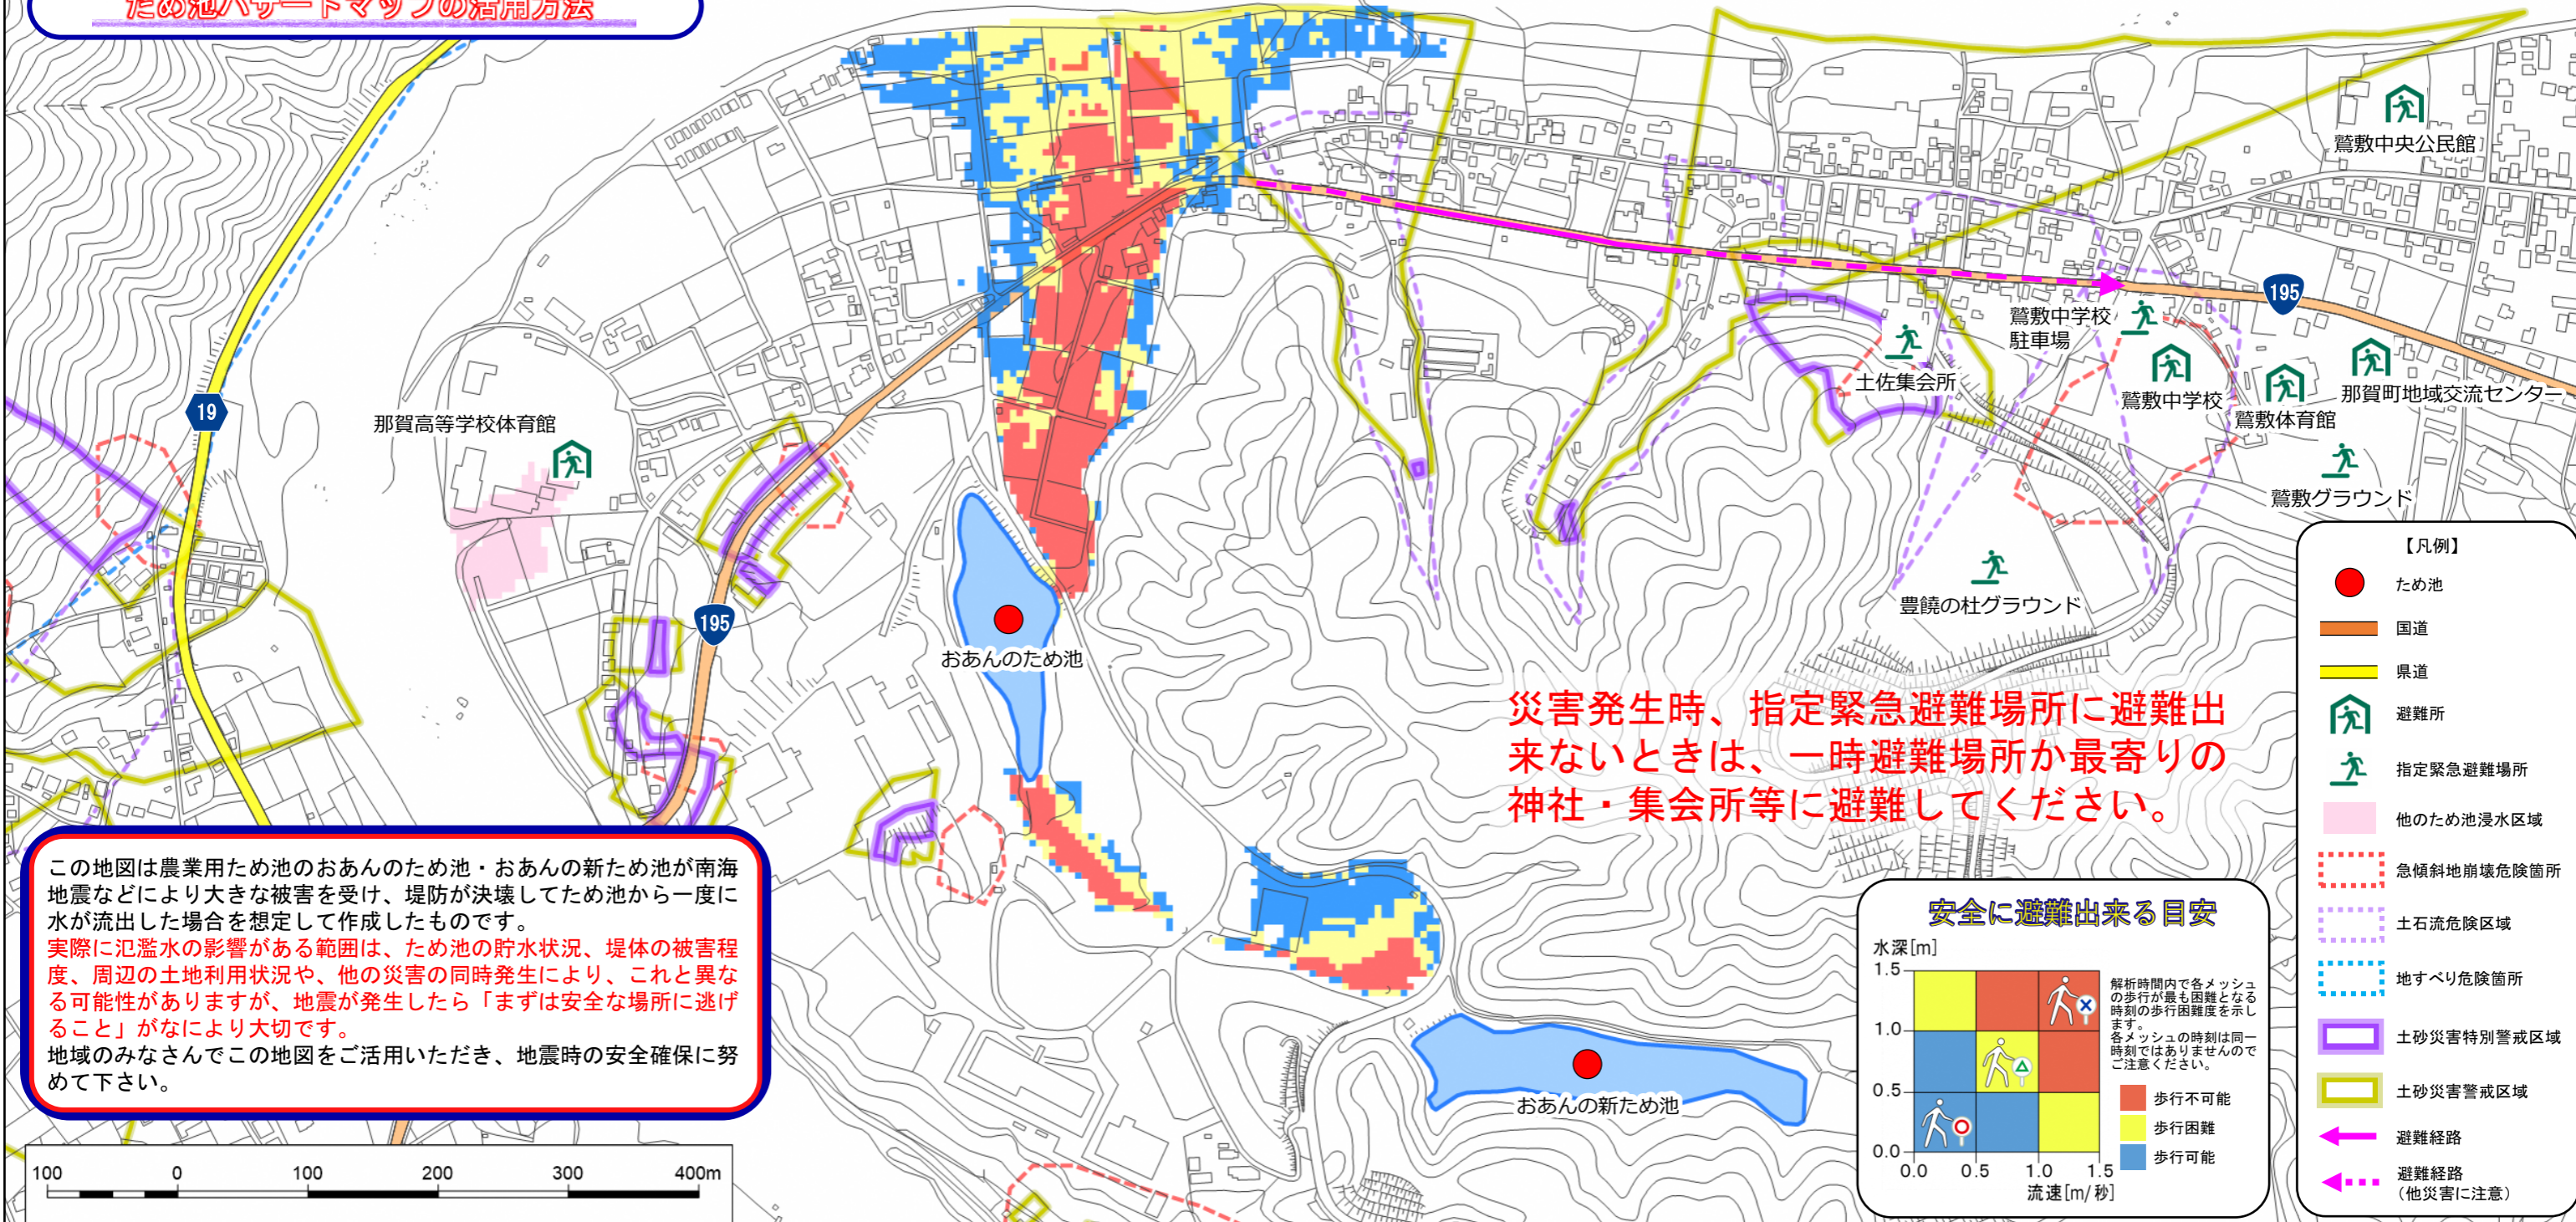 ため池ハザードマップの活用方法
鷲敷中央公民館
195
鷲敷中学校
駐車場
土佐集会所
鷲敷中学校
那賀町地域交流センター
鷲敷体育館
19
那賀高等学校体育館
鷲敷グラウンド
豊饒の杜グラウンド
195
おあんのため池
災害発生時、指定緊急避難場所に避難出
来ないときは、一時避難場所か最寄りの
神社・集会所等に避難してください。
おあんの新ため池
この地図は農業用ため池のおあんのため池・おあんの新ため池が南海
地震などにより大きな被害を受け、堤防が決壊してため池から一度に
水が流出した場合を想定して作成したものです。
実際に氾濫水の影響がある範囲は、ため池の貯水状況、堤体の被害程
度、周辺の土地利用状況や、他の災害の同時発生により、これと異な
る可能性がありますが、地震が発生したら「まずは安全な場所に逃げ
ること」がなにより大切です。
地域のみなさんでこの地図をご活用いただき、地震時の安全確保に努
めて下さい。
100 0 100 200 300 400m
安全に避難出来る目安
水深[m]
1.5
1.0
0.5
0.0
0.0 0.5 1.0 1.5
流速[m/秒]
解析時間内で各メッシュ
の歩行が最も困難となる
時刻の歩行困難度を示し
ます。
各メッシュの時刻は同一
時刻ではありませんので
ご注意ください。
歩行不可能
歩行困難
歩行可能
【凡例】
ため池
国道
県道
避難所
指定緊急避難場所
他のため池浸水区域
急傾斜地崩壊危険箇所
土石流危険区域
地すべり危険箇所
土砂災害特別警戒区域
土砂災害警戒区域
避難経路
避難経路
(他災害に注意)